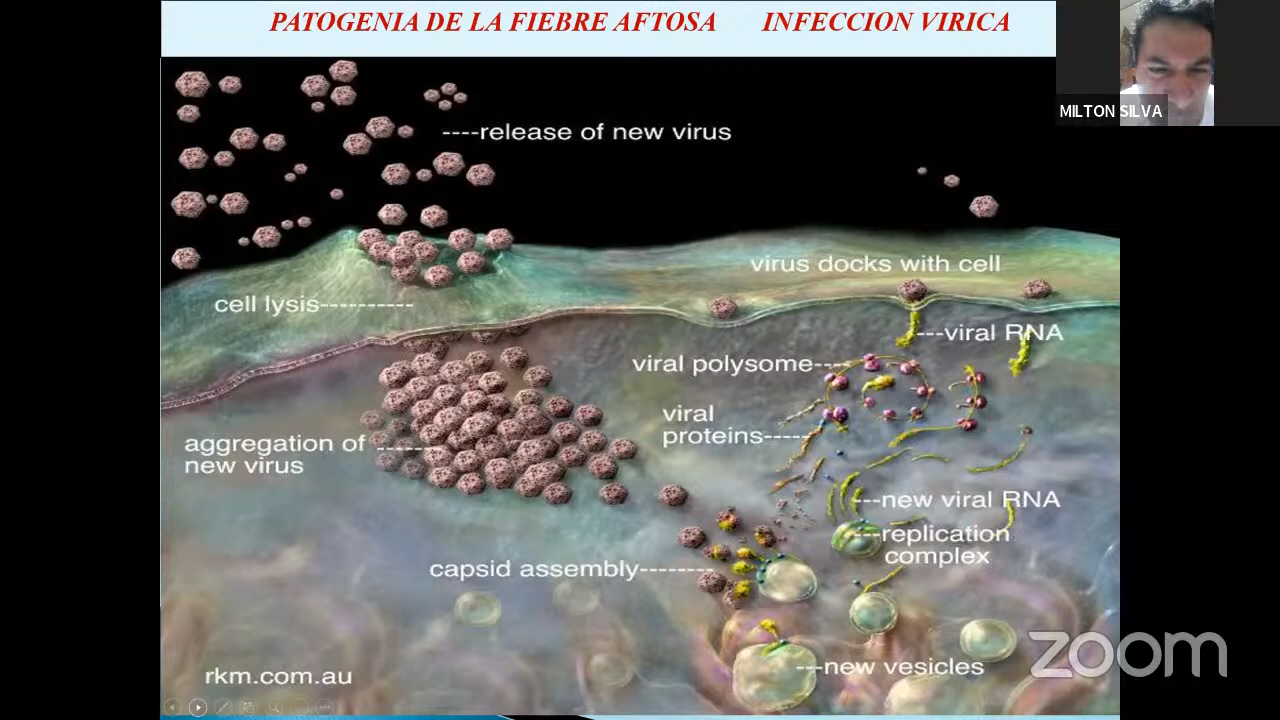 PATOGENIA DE LA FIEBRE AFTOSA INFECCION VIRICA
MILTON SILVA
----release of new virus
virus docks with cell
cell lysis----------
---viral RNA
viral polysome----
viral
proteins-----
aggregation of ------
new virus
---new viral RNA
---replication
complex
capsid assembly--------
---new vesicles
rkm.com.au
zoom